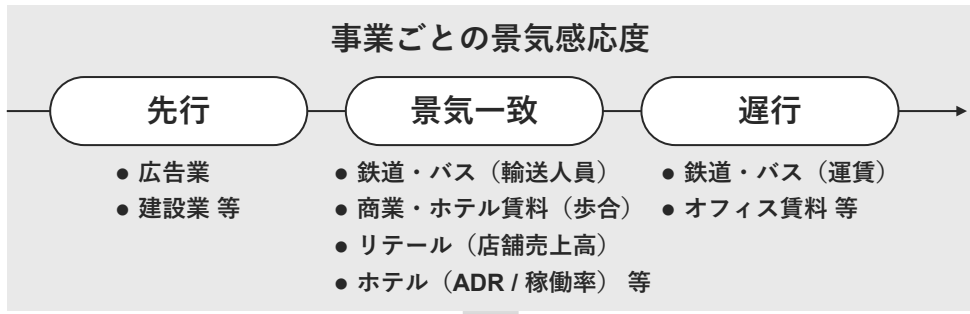 事業ごとの景気感応度
先行
● 広告業
● 建設業 等
景気一致
● 鉄道・バス（輸送人員）
● 商業・ホテル賃料（歩合）
● リテール（店舗売上高）
● ホテル（ADR / 稼働率） 等
遅行
● 鉄道・バス（運賃）
● オフィス賃料 等